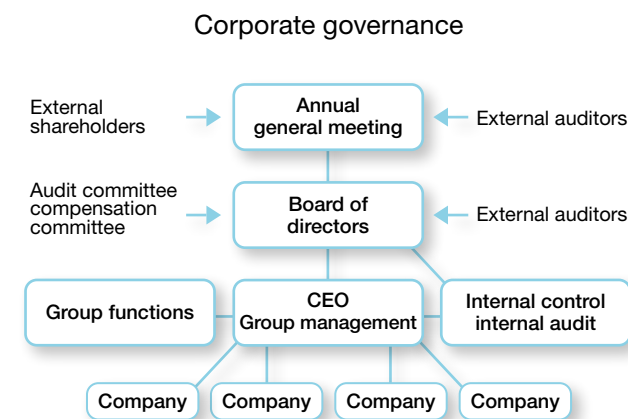 Corporate governance
External
shareholders
Annual
general meeting
External auditors
Audit committee
compensation
committee
Board of
directors
External auditors
Group functions
CEO
Group management
Internal control
internal audit
Company
Company
Company
Company